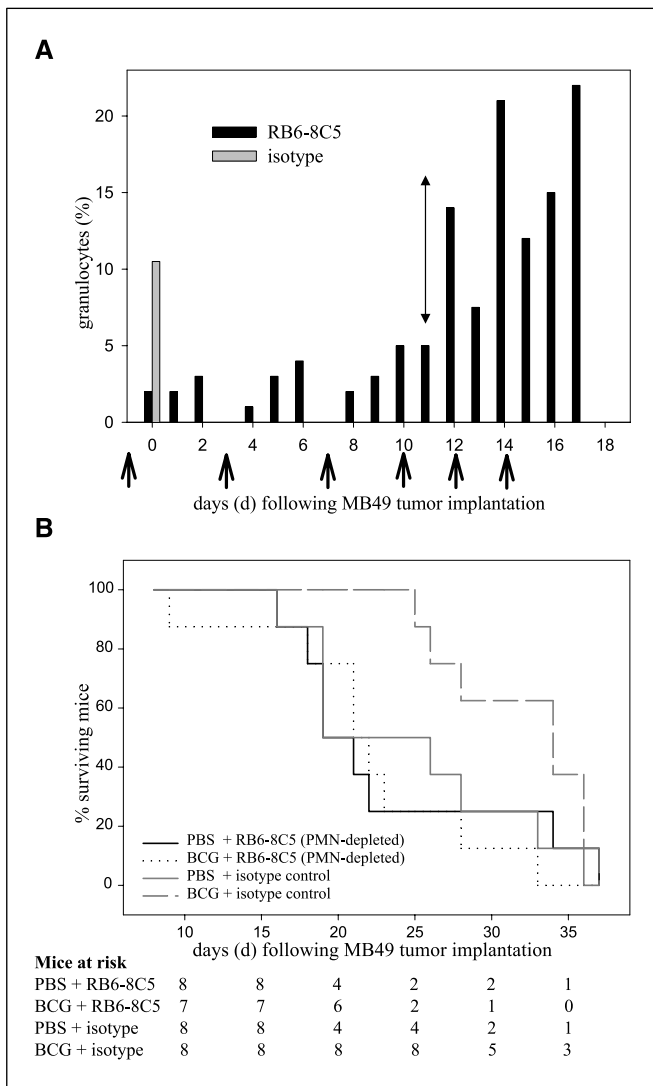 A
20
15
10
5
0
granulocytes (%)
RB6-8C5
isotype
0 2 4 6 8 10 12 14 16 18
days (d) following MB49 tumor implantation
B
100
80
60
40
20
0
% surviving mice
PBS + RB6-8C5 (PMN-depleted)
BCG + RB6-8C5 (PMN-depleted)
PBS + isotype control
BCG + isotype control
10 15 20 25 30 35
days (d) following MB49 tumor implantation
Mice at risk
PBS + RB6-8C5 8 8 4 2 2 1
BCG + RB6-8C5 7 7 6 2 1 0
PBS + isotype 8 8 4 4 2 1
BCG + isotype 8 8 8 8 5 3